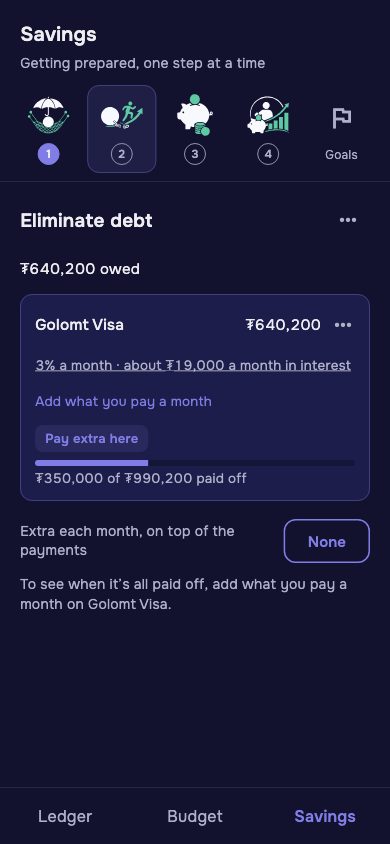 Savings
Getting prepared, one step at a time
1
2
3
4
Goals
Eliminate debt
₮640,200 owed
Golomt Visa
₮640,200
3% a month · about ₮19,000 a month in interest
Add what you pay a month
Pay extra here
₮350,000 of ₮990,200 paid off
Extra each month, on top of the
payments
None
To see when it's all paid off, add what you pay a
month on Golomt Visa.
Ledger
Budget
Savings